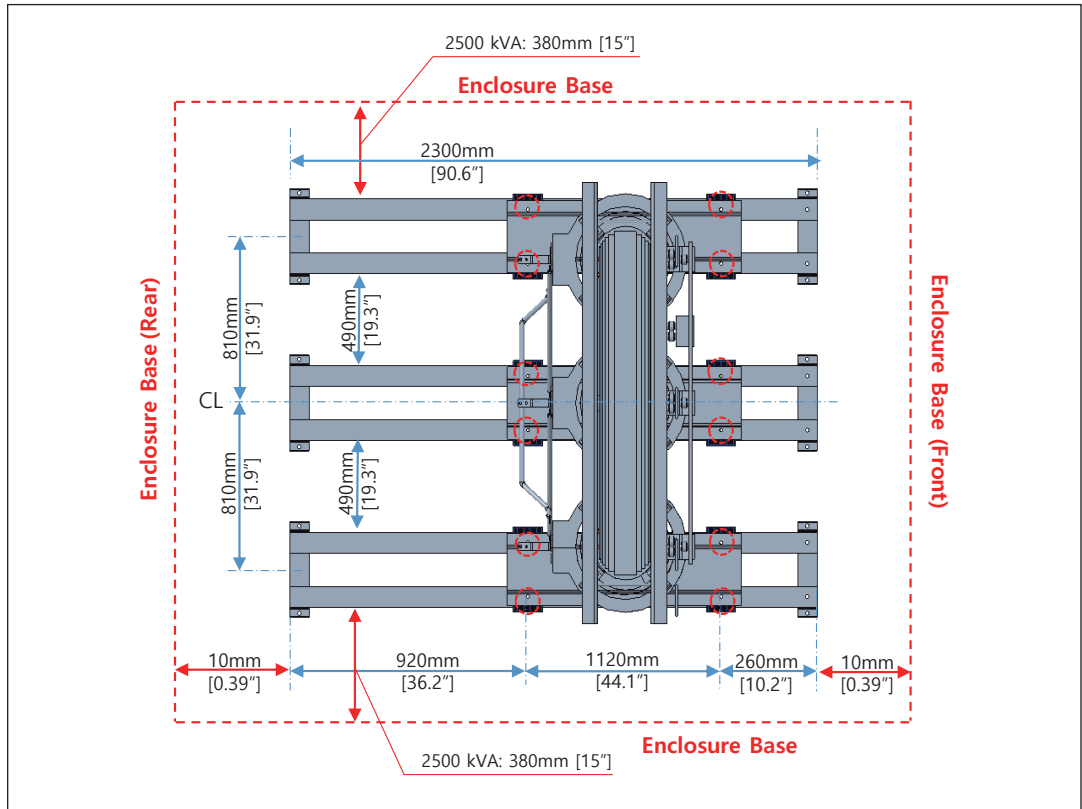 2500 kVA: 380mm [15”]
Enclosure Base
2300mm
[90.6”]
810mm
[31.9”]
490mm
[19.3”]
Enclosure Base (Rear)
Enclosure Base (Front)
CL
810mm
[31.9”]
490mm
[19.3”]
10mm
[0.39”]
920mm
[36.2”]
1120mm
[44.1”]
260mm
[10.2”]
10mm
[0.39”]
Enclosure Base
2500 kVA: 380mm [15”]